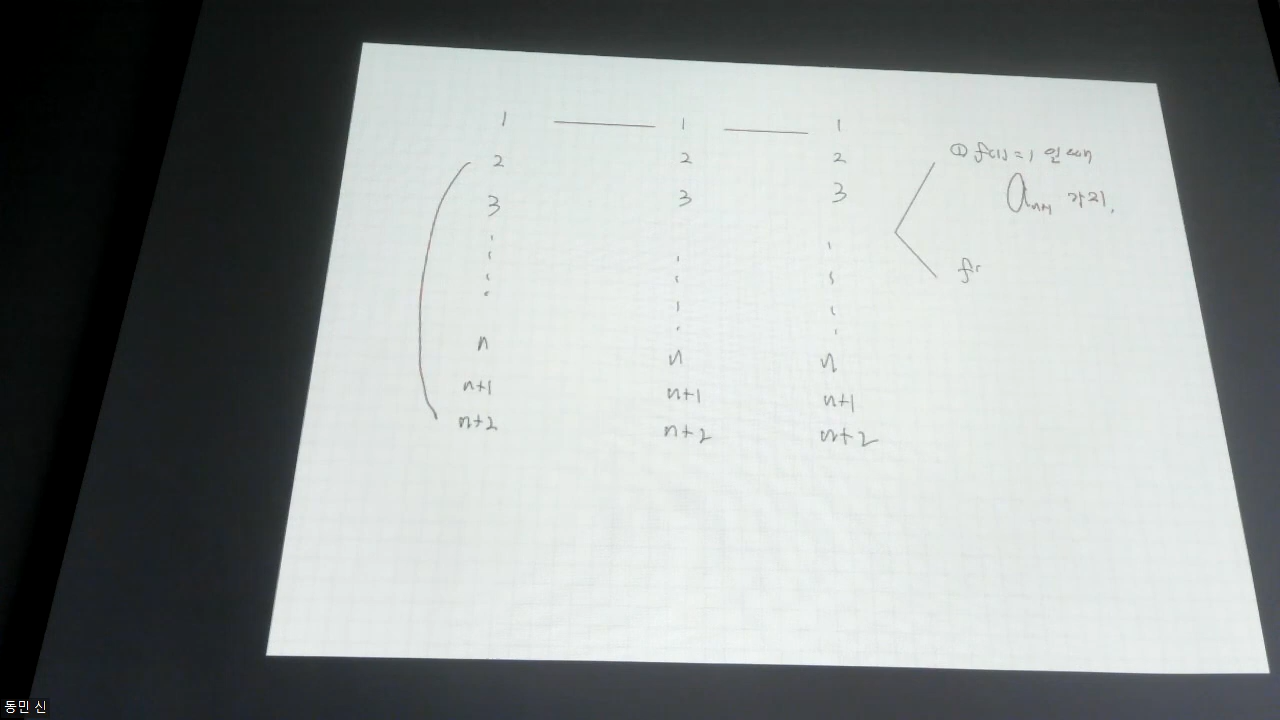 1 — 1 — 1
2 2 2
3 3 3
n n n
n+1 n+1 n+1
n+2 n+2 n+2
① f(1)=1 일 때
a_{n+1} 가지.
f(
동민 신